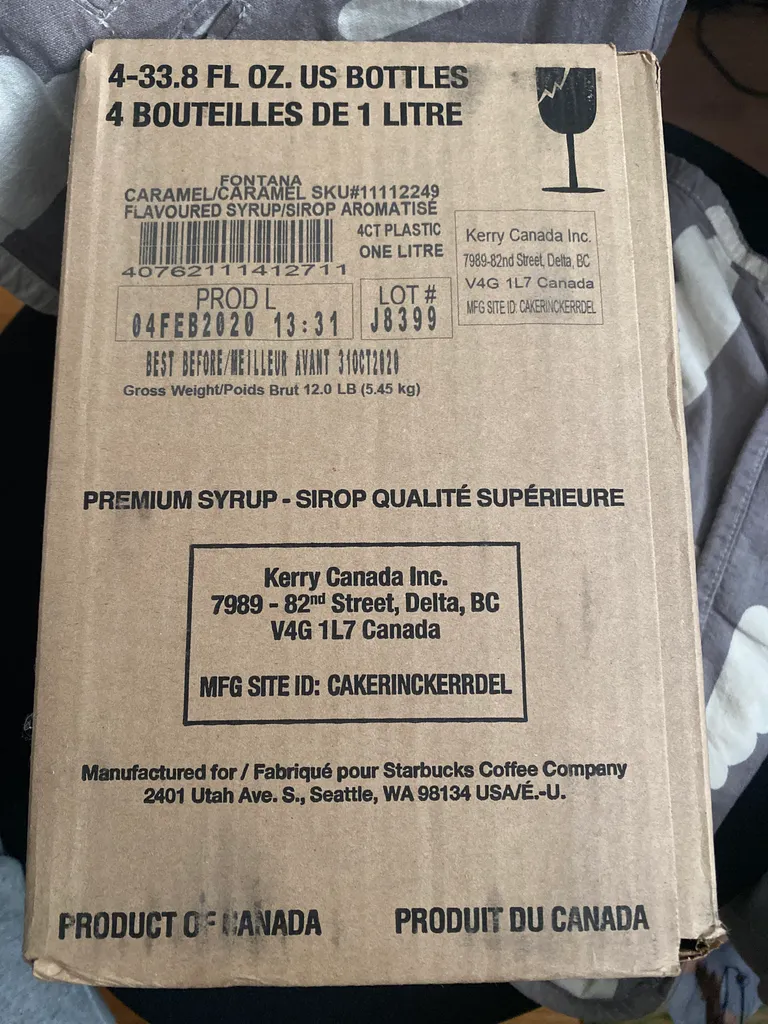 4-33.8 FL OZ. US BOTTLES
4 BOUTEILLES DE 1 LITRE
FONTANA
CARAMEL/CARAMEL SKU#11112249
FLAVOURED SYRUP/SIROP AROMATISÉ
4CT PLASTIC
ONE LITRE
40762111412711
PROD L
04FEB2020 13:31
LOT #
J8399
Kerry Canada Inc.
7989-82nd Street, Delta, BC
V4G 1L7 Canada
MFG SITE ID: CAKERINCKERRDEL
BEST BEFORE/MEILLEUR AVANT 31OCT2020
Gross Weight/Poids Brut 12.0 LB (5.45 kg)
PREMIUM SYRUP - SIROP QUALITÉ SUPÉRIEURE
Kerry Canada Inc.
7989 - 82nd Street, Delta, BC
V4G 1L7 Canada
MFG SITE ID: CAKERINCKERRDEL
Manufactured for / Fabriqué pour Starbucks Coffee Company
2401 Utah Ave. S., Seattle, WA 98134 USA/É.-U.
PRODUCT OF CANADA
PRODUIT DU CANADA